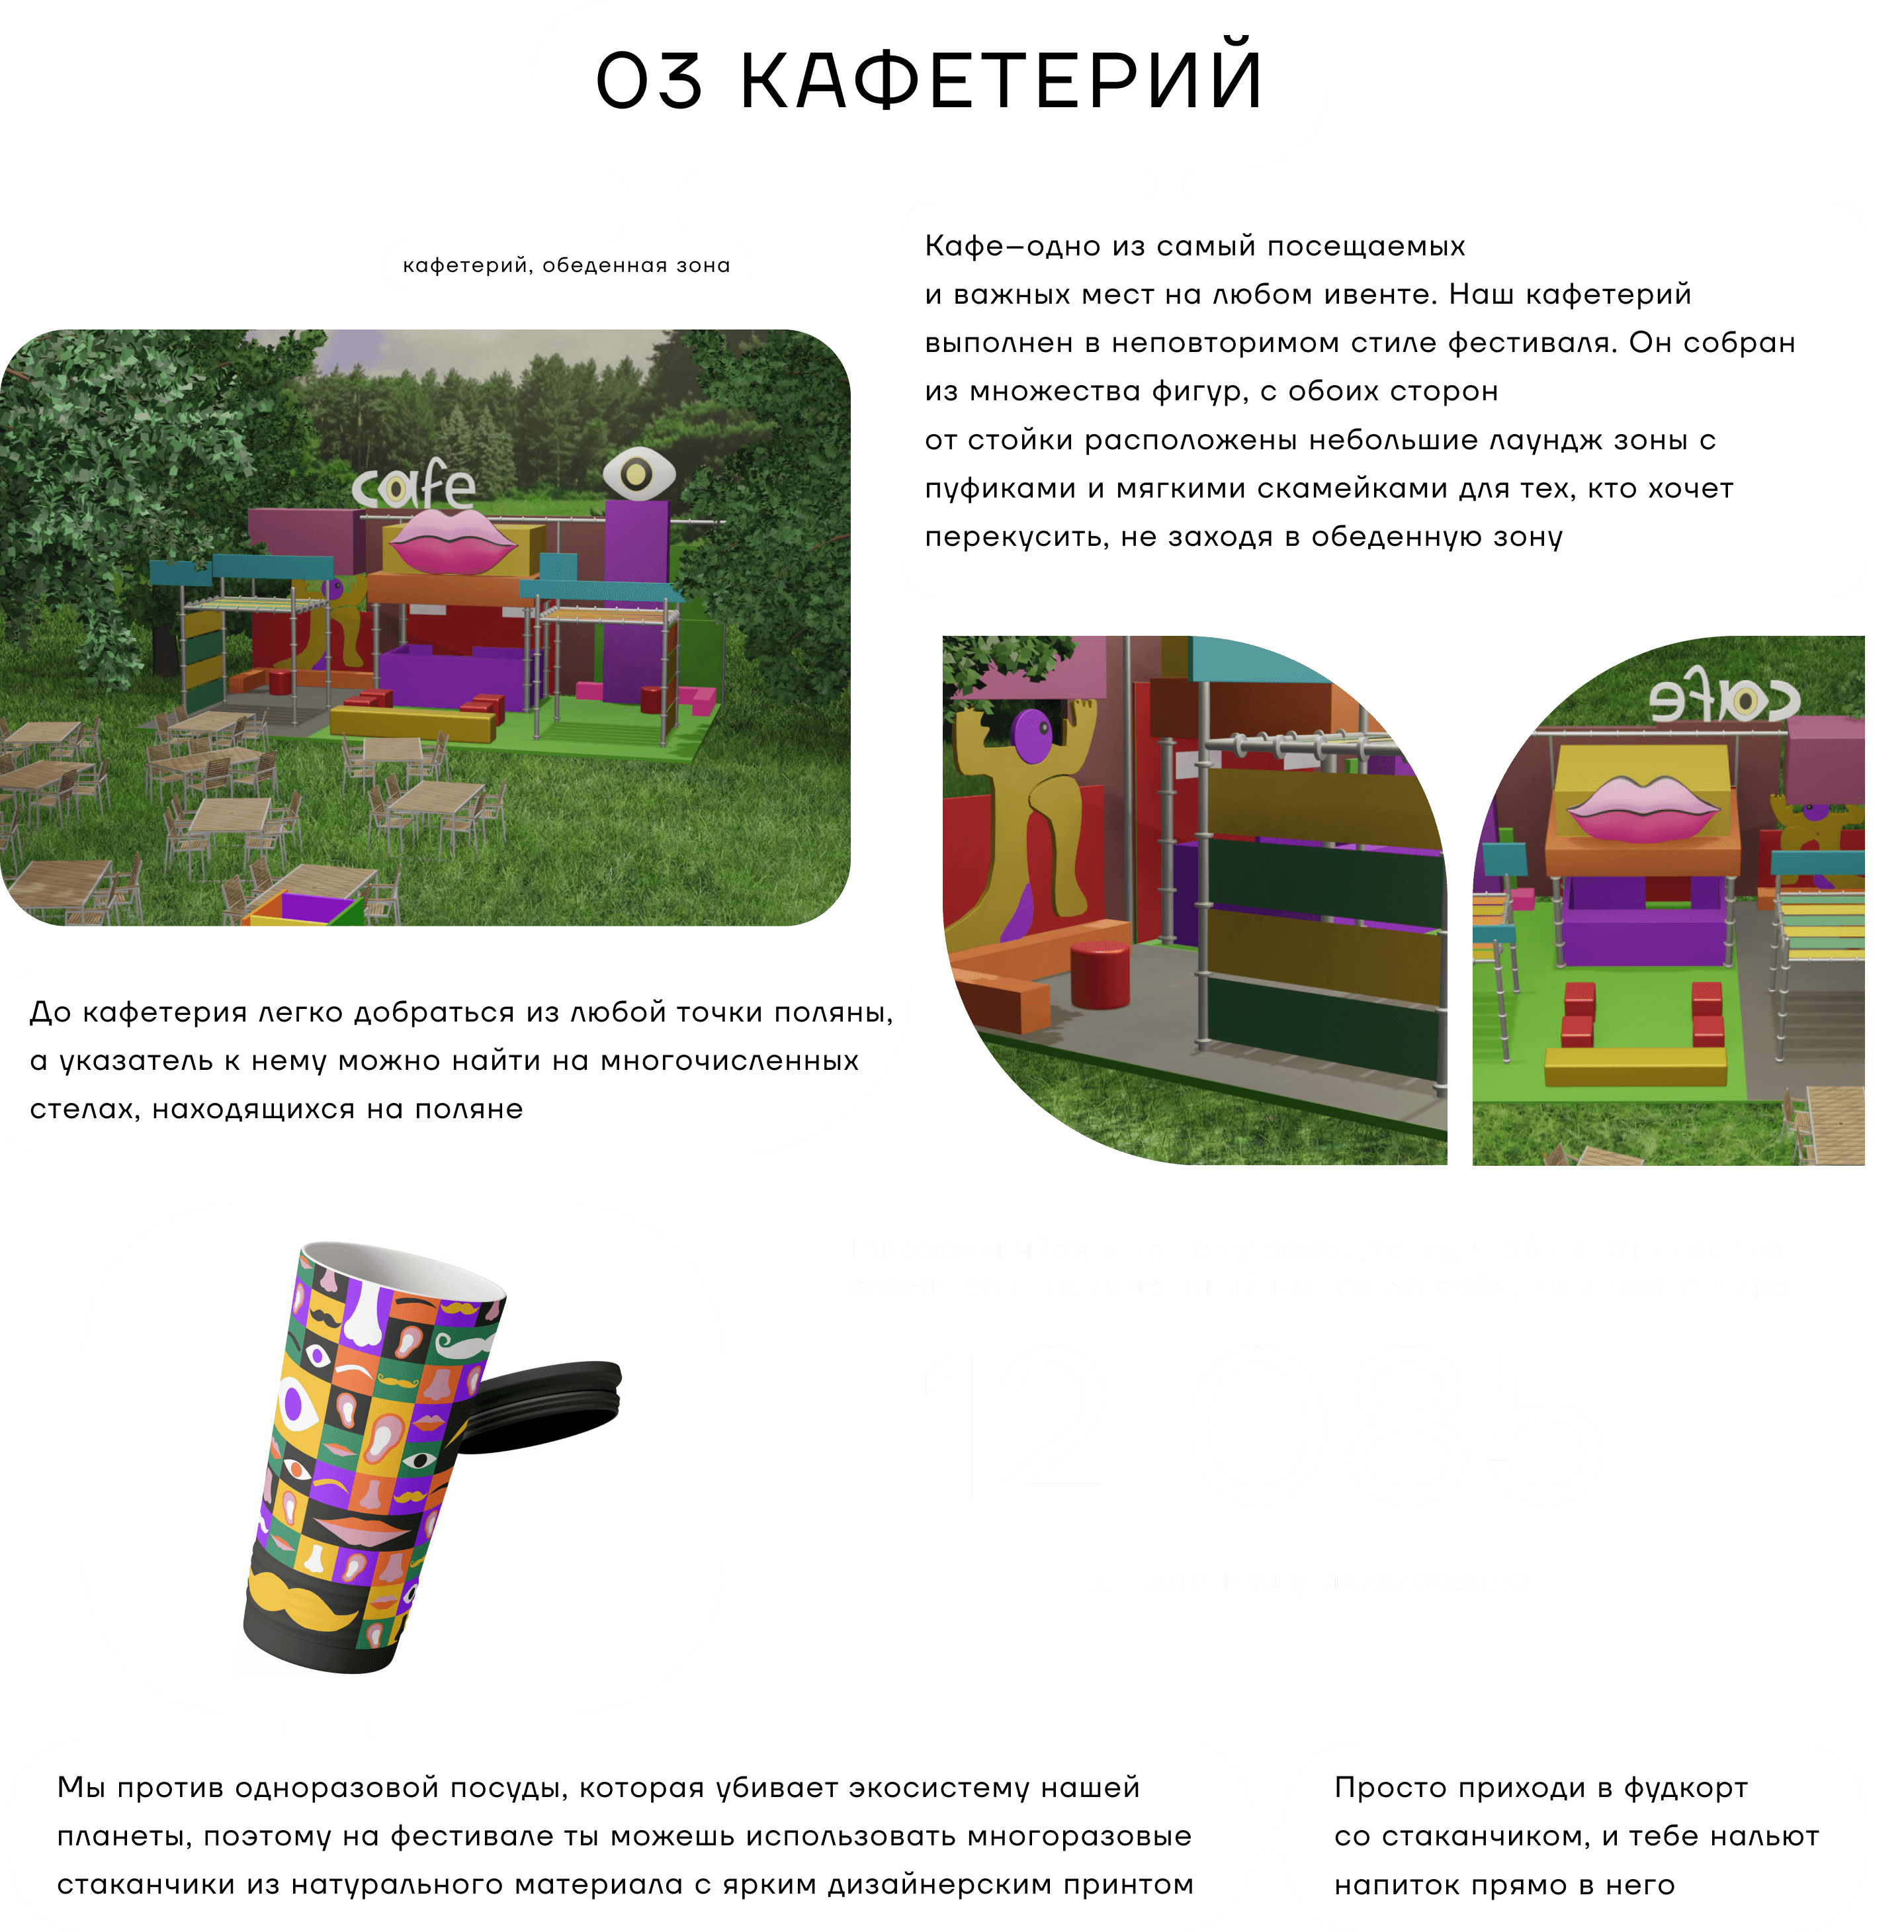 03 КАФЕТЕРИЙ
кафетерий, обеденная зона
Кафе–одно из самый посещаемых
и важных мест на любом ивенте. Наш кафетерий
выполнен в неповторимом стиле фестиваля. Он собран
из множества фигур, с обоих сторон
от стойки расположены небольшие лаундж зоны с
пуфиками и мягкими скамейками для тех, кто хочет
перекусить, не заходя в обеденную зону
cafe
cafe
До кафетерия легко добраться из любой точки поляны,
а указатель к нему можно найти на многочисленных
стелах, находящихся на поляне
Мы против одноразовой посуды, которая убивает экосистему нашей
планеты, поэтому на фестивале ты можешь использовать многоразовые
стаканчики из натурального материала с ярким дизайнерским принтом
Просто приходи в фудкорт
со стаканчиком, и тебе нальют
напиток прямо в него